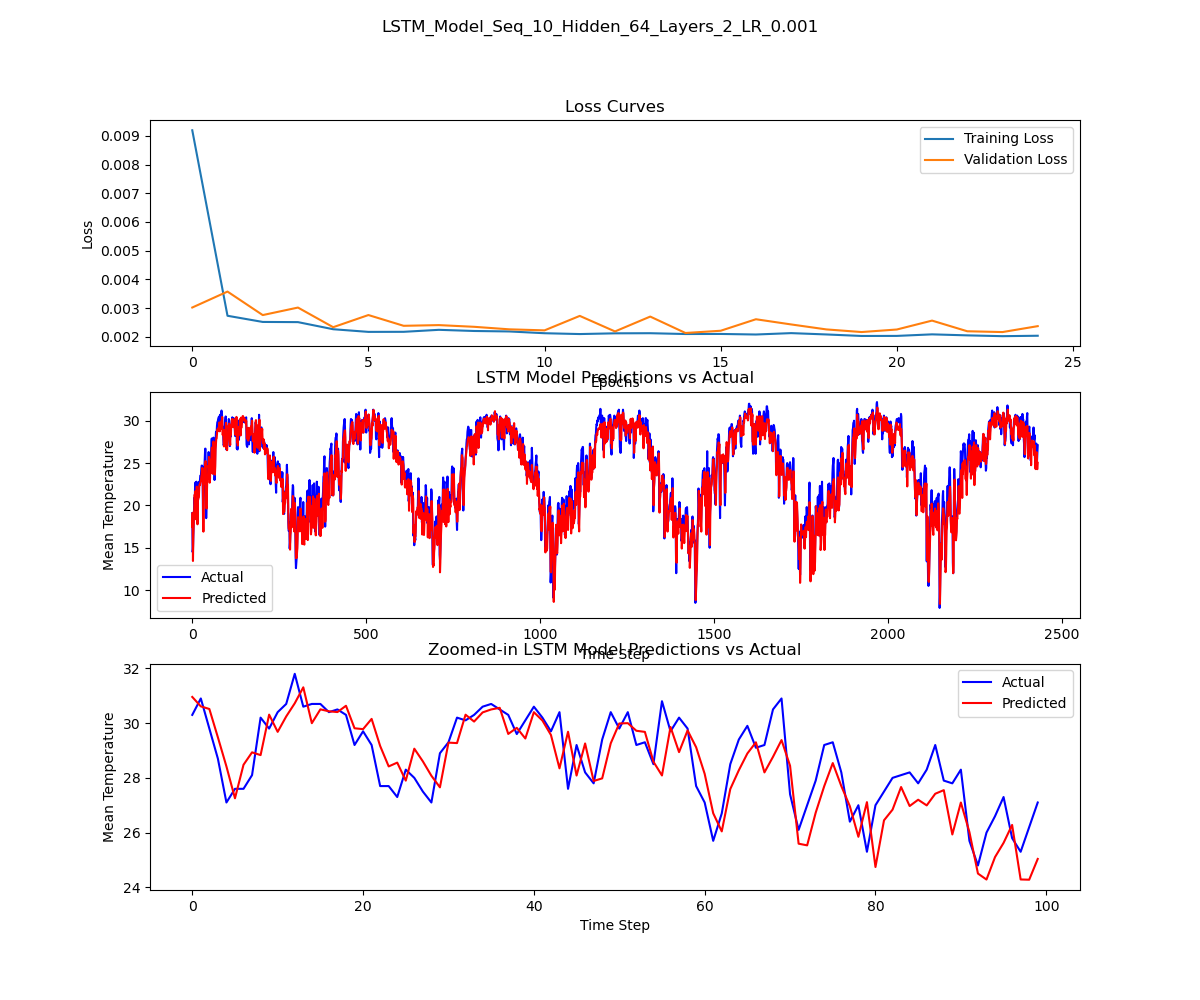 LSTM_Model_Seq_10_Hidden_64_Layers_2_LR_0.001
Loss Curves
Loss
0.009
0.008
0.007
0.006
0.005
0.004
0.003
0.002
Training Loss
Validation Loss
0 5 10 15 20 25
Epochs
LSTM Model Predictions vs Actual
Mean Temperature
30
25
20
15
10
Actual
Predicted
0 500 1000 1500 2000 2500
Time Step
Zoomed-in LSTM Model Predictions vs Actual
Mean Temperature
32
30
28
26
24
Actual
Predicted
0 20 40 60 80 100
Time Step